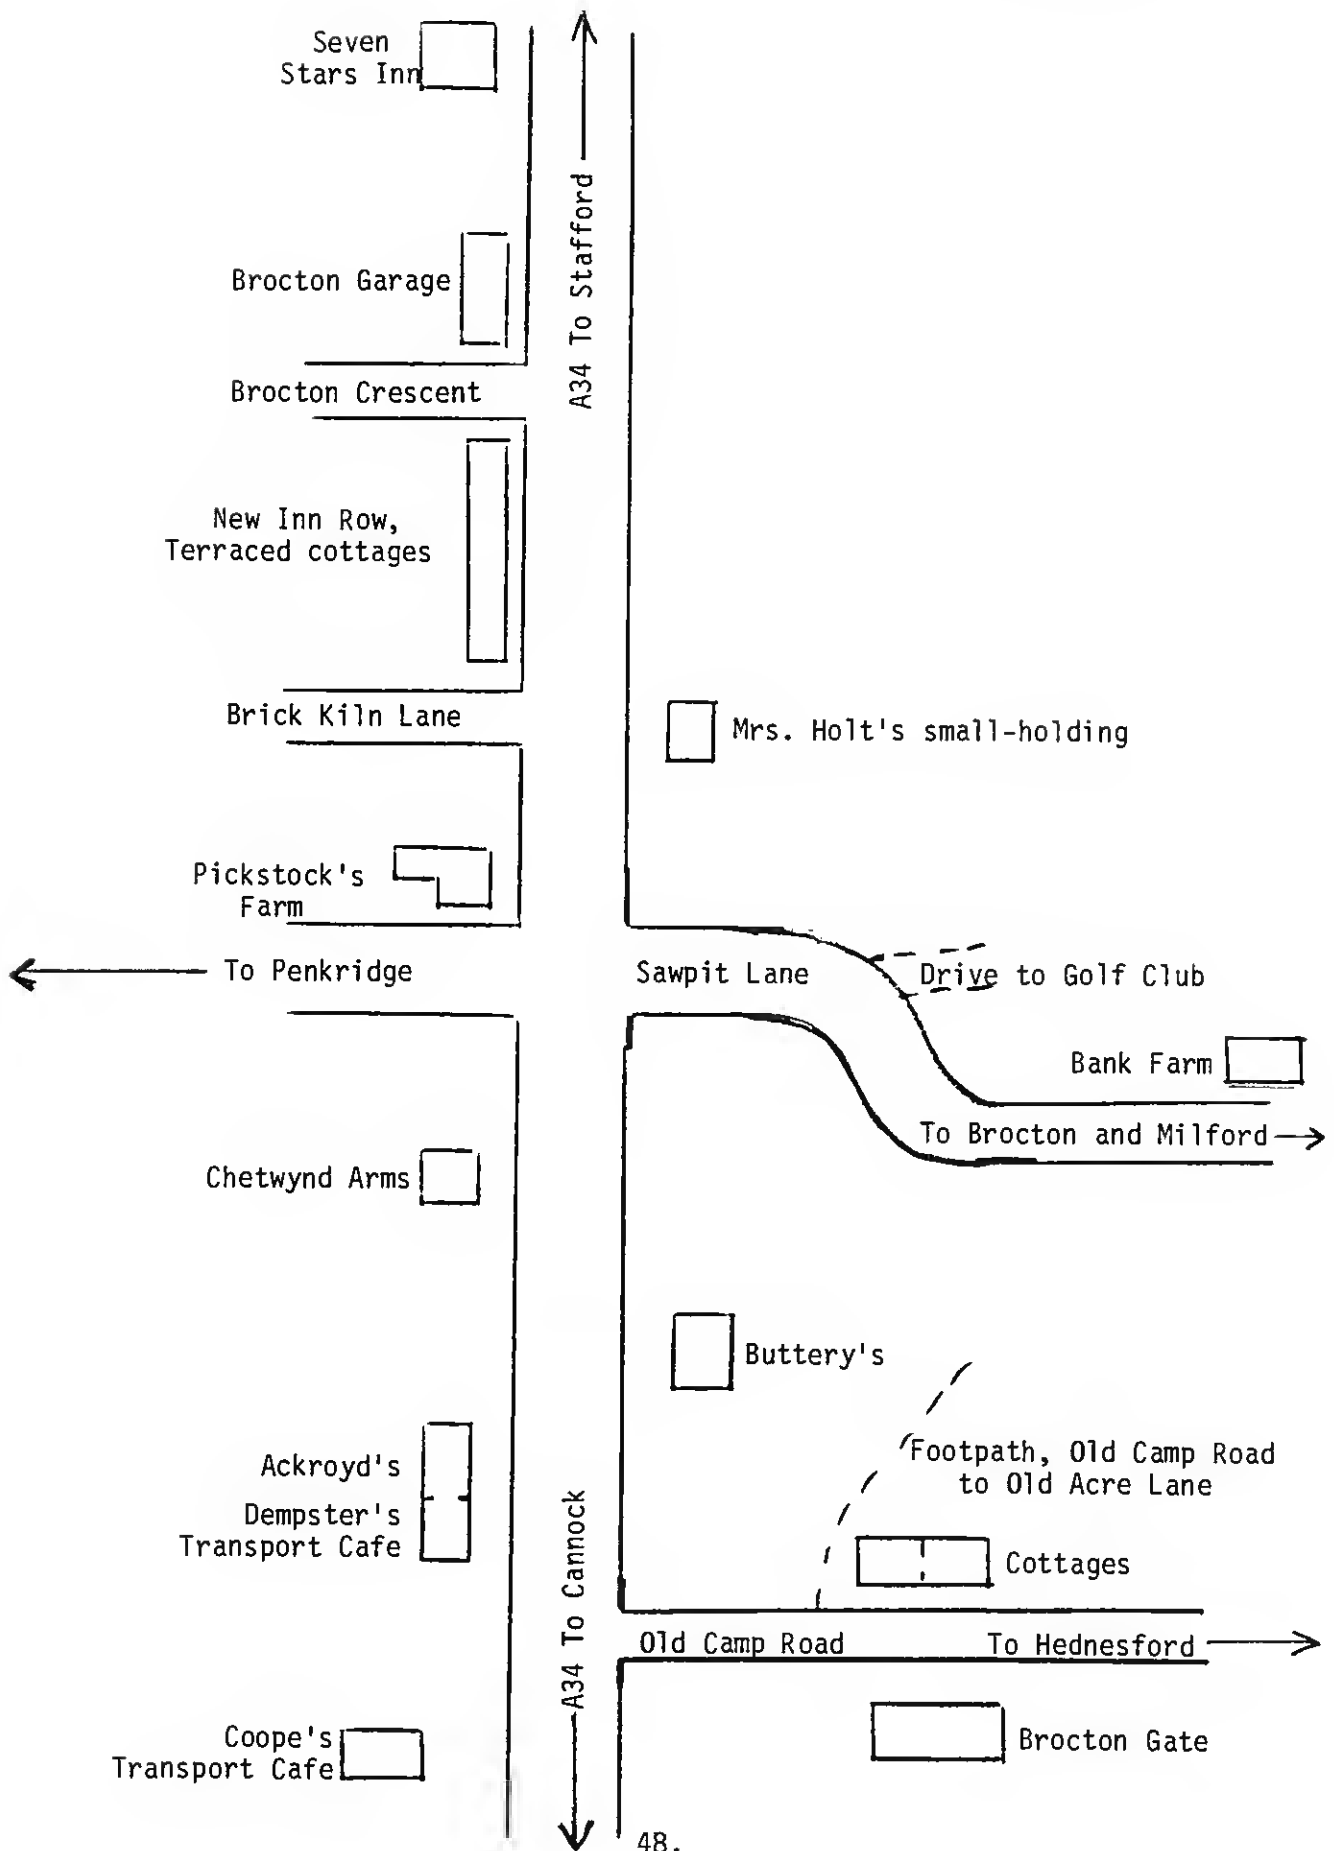 Seven
Stars Inn
A34 To Stafford
Brocton Garage
Brocton Crescent
New Inn Row,
Terraced cottages
Brick Kiln Lane
Mrs. Holt's small-holding
Pickstock's
Farm
To Penkridge
Sawpit Lane
Drive to Golf Club
Bank Farm
To Brocton and Milford
Chetwynd Arms
Buttery's
Ackroyd's
Dempster's
Transport Cafe
Footpath, Old Camp Road
to Old Acre Lane
Cottages
A34 To Cannock
Old Camp Road
To Hednesford
Coope's
Transport Cafe
Brocton Gate
48.